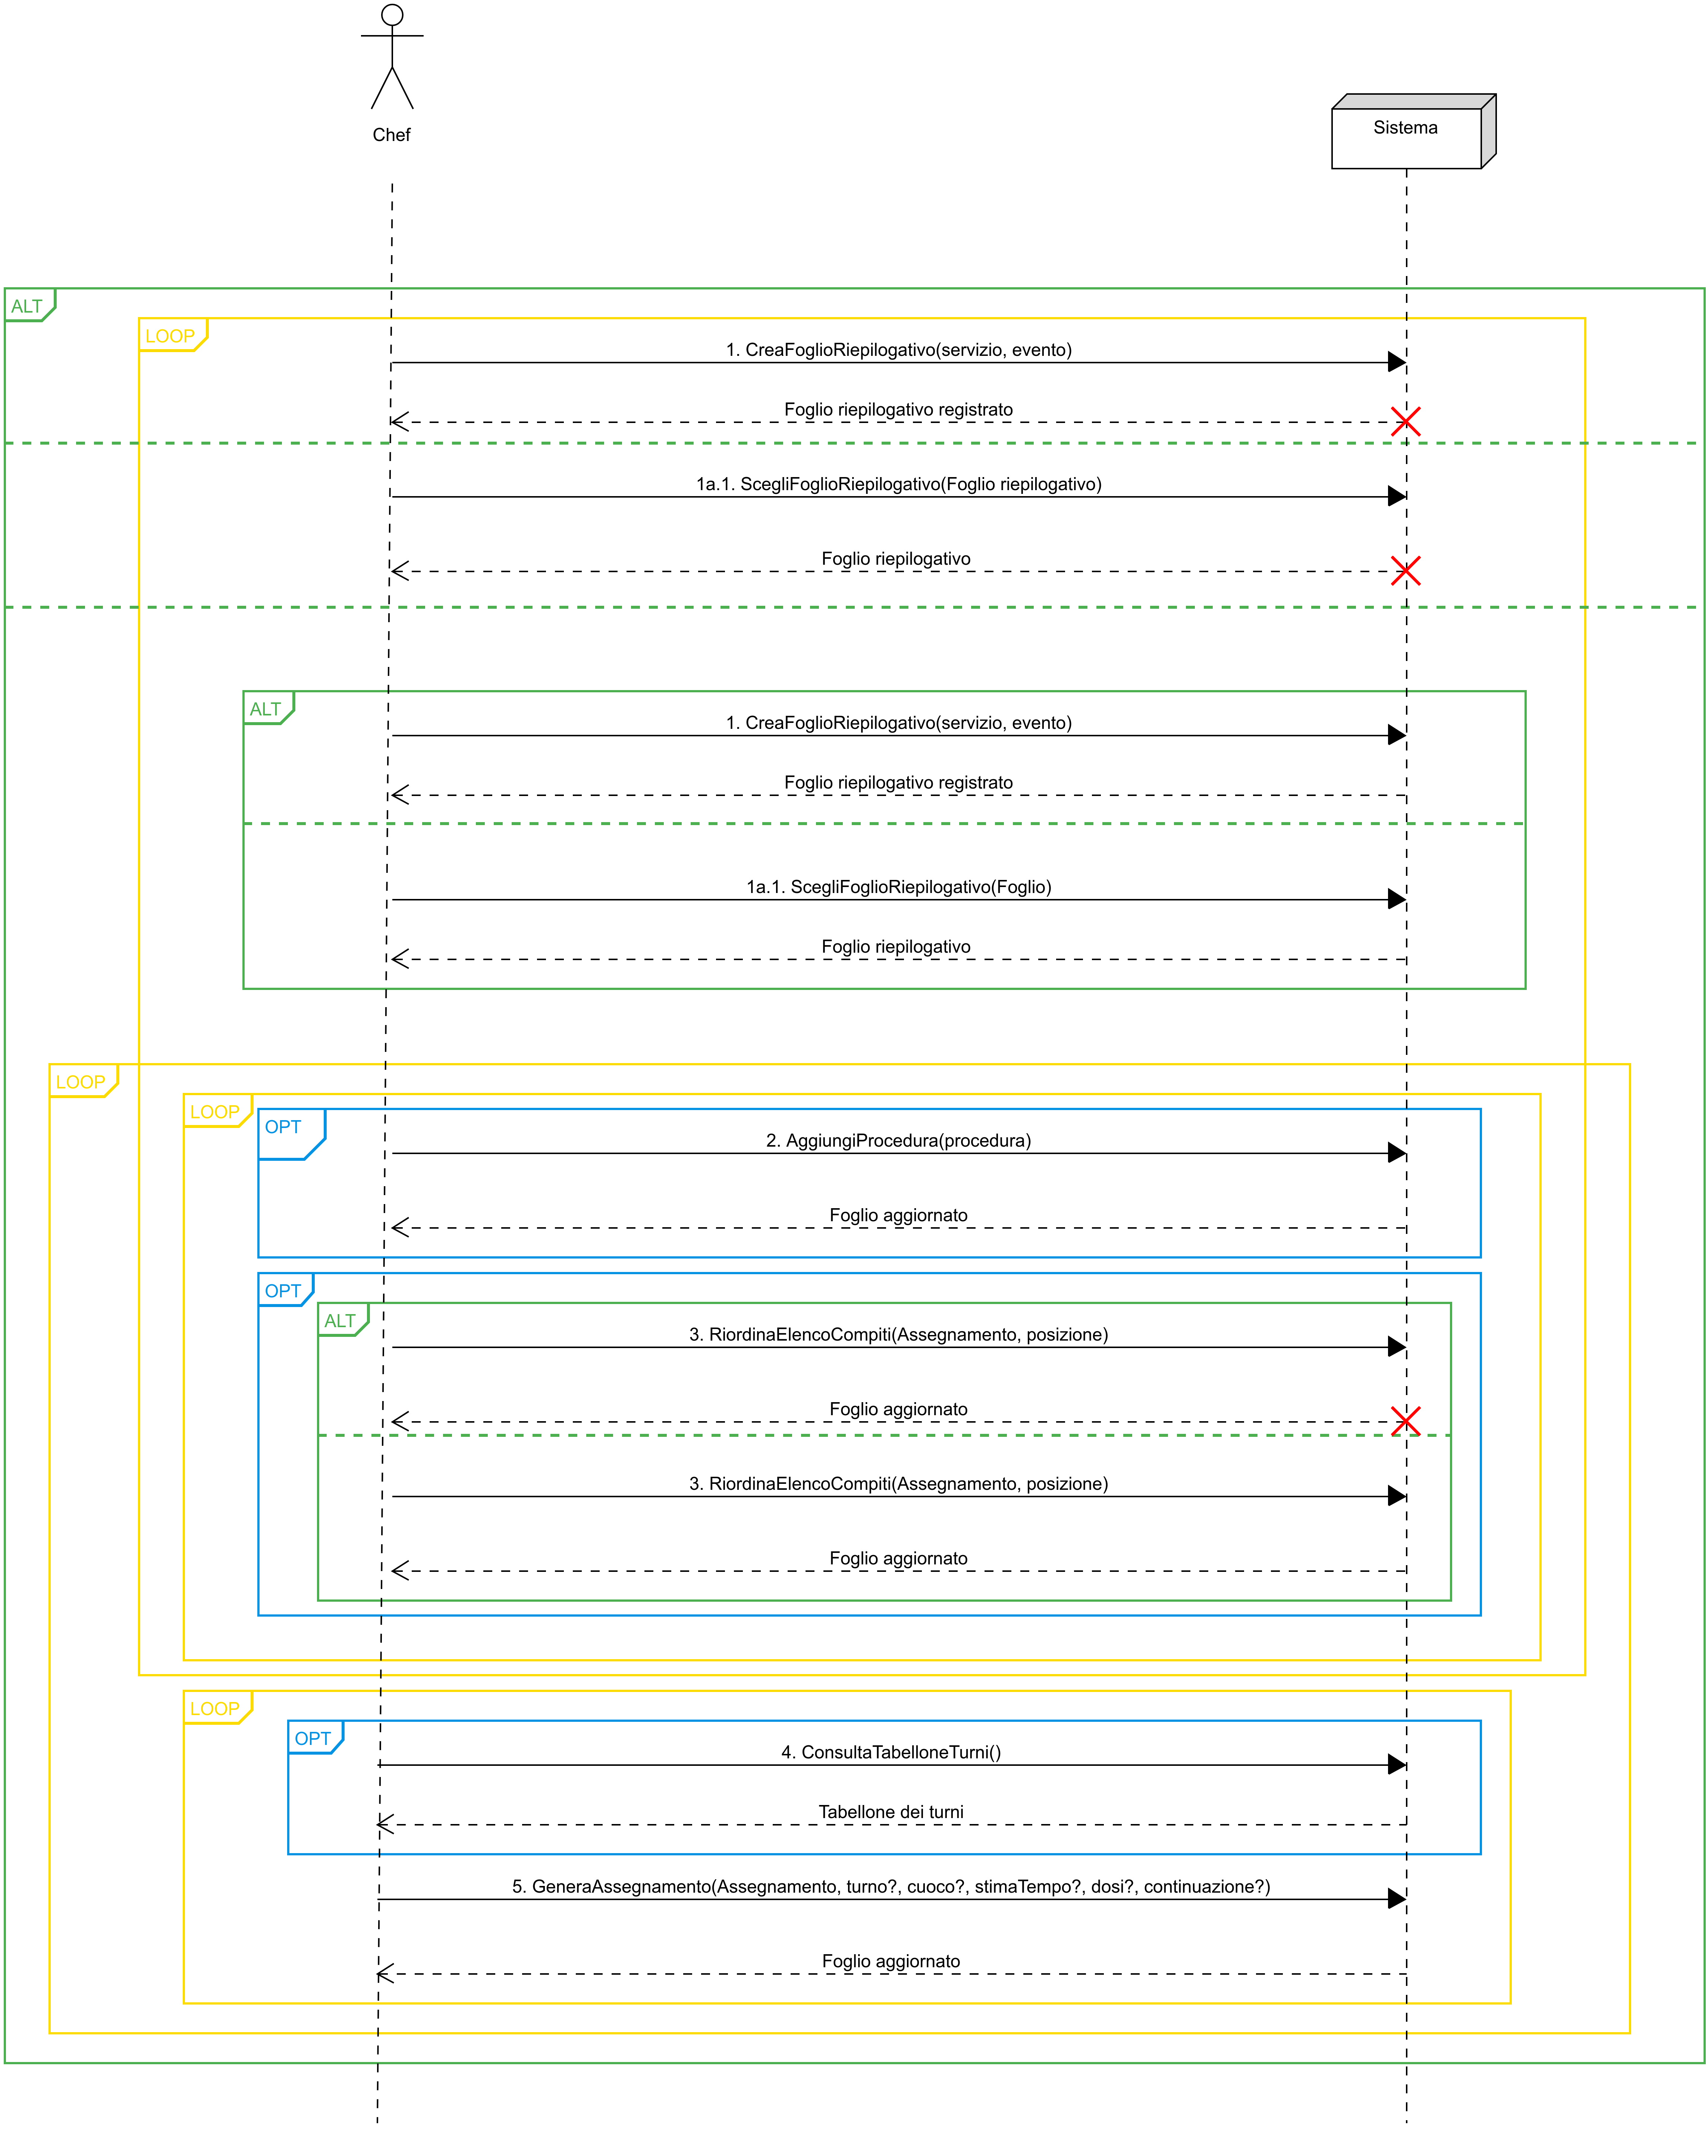 Chef
Sistema
ALT
LOOP
1. CreaFoglioRiepilogativo(servizio, evento)
Foglio riepilogativo registrato
1a.1. ScegliFoglioRiepilogativo(Foglio riepilogativo)
Foglio riepilogativo
ALT
1. CreaFoglioRiepilogativo(servizio, evento)
Foglio riepilogativo registrato
1a.1. ScegliFoglioRiepilogativo(Foglio)
Foglio riepilogativo
LOOP
LOOP
OPT
2. AggiungiProcedura(procedura)
Foglio aggiornato
OPT
ALT
3. RiordinaElencoCompiti(Assegnamento, posizione)
Foglio aggiornato
3. RiordinaElencoCompiti(Assegnamento, posizione)
Foglio aggiornato
LOOP
OPT
4. ConsultaTabelloneTurni()
Tabellone dei turni
5. GeneraAssegnamento(Assegnamento, turno?, cuoco?, stimaTempo?, dosi?, continuazione?)
Foglio aggiornato